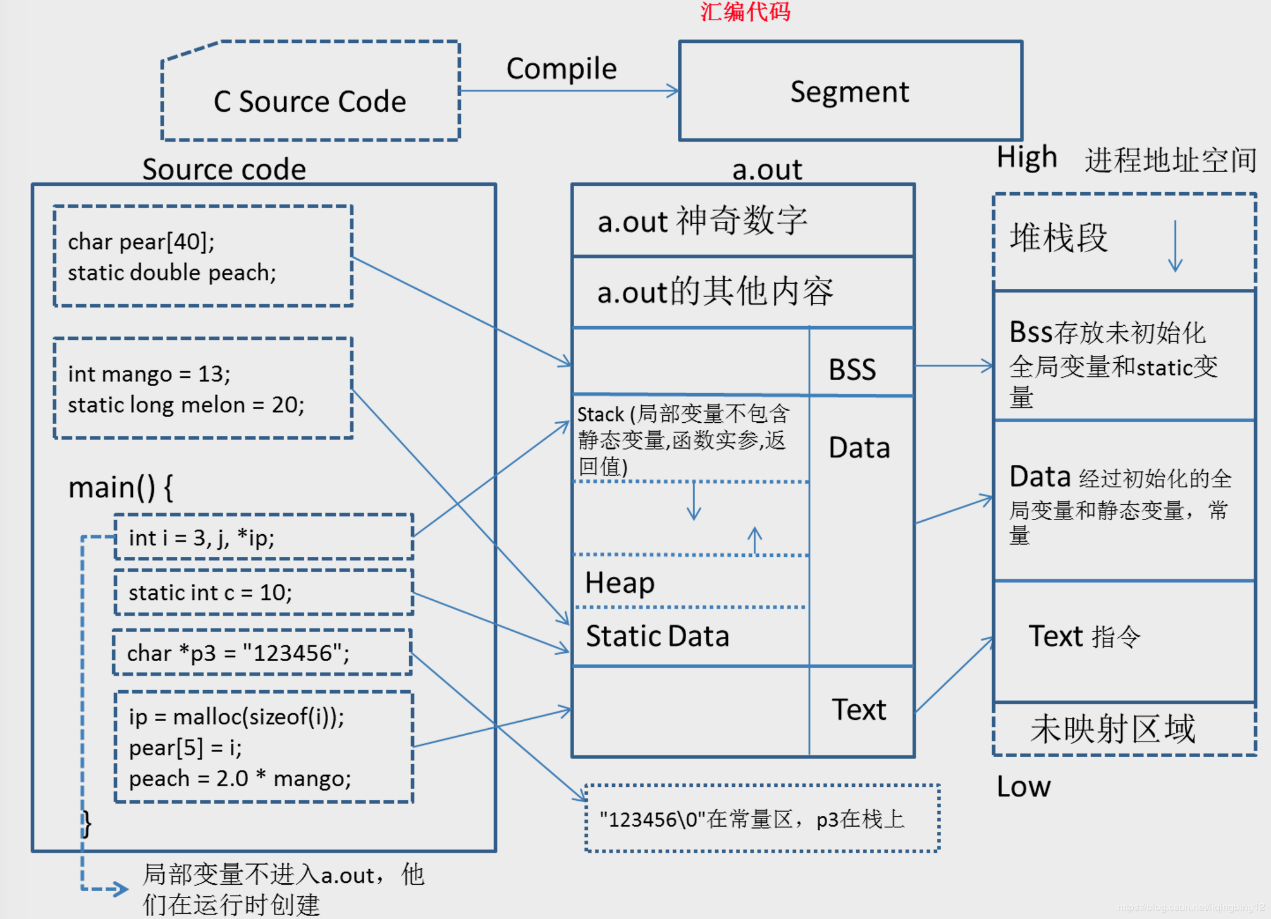 汇编代码
C Source Code
Compile
Segment
Source code
char pear[40];
static double peach;
int mango = 13;
static long melon = 20;
main() {
int i = 3, j, *ip;
static int c = 10;
char *p3 = "123456";
ip = malloc(sizeof(i));
pear[5] = i;
peach = 2.0 * mango;
}
局部变量不进入a.out，他
们在运行时创建
a.out
a.out 神奇数字
a.out的其他内容
BSS
Stack (局部变量不包含
静态变量,函数实参,返
回值)
Data
Heap
Static Data
Text
"123456\0"在常量区，p3在栈上
High 进程地址空间
堆栈段
Bss存放未初始化
全局变量和static变
量
Data 经过初始化的全
局变量和静态变量，常
量
Text 指令
未映射区域
Low